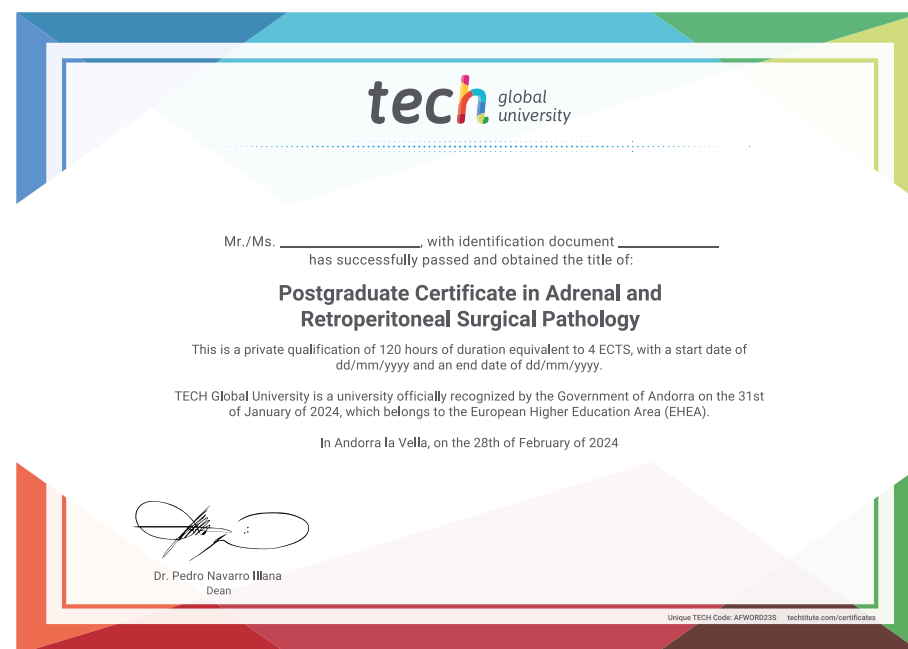 tech global
university
Mr./Ms. ____________, with identification document ____________
has successfully passed and obtained the title of:
Postgraduate Certificate in Adrenal and
Retroperitoneal Surgical Pathology
This is a private qualification of 120 hours of duration equivalent to 4 ECTS, with a start date of
dd/mm/yyyy and an end date of dd/mm/yyyy.
TECH Global University is a university officially recognized by the Government of Andorra on the 31st
of January of 2024, which belongs to the European Higher Education Area (EHEA).
In Andorra la Vella, on the 28th of February of 2024
Dr. Pedro Navarro Illana
Dean
Unique TECH Code: AFWORD23S techtitute.com/certificates